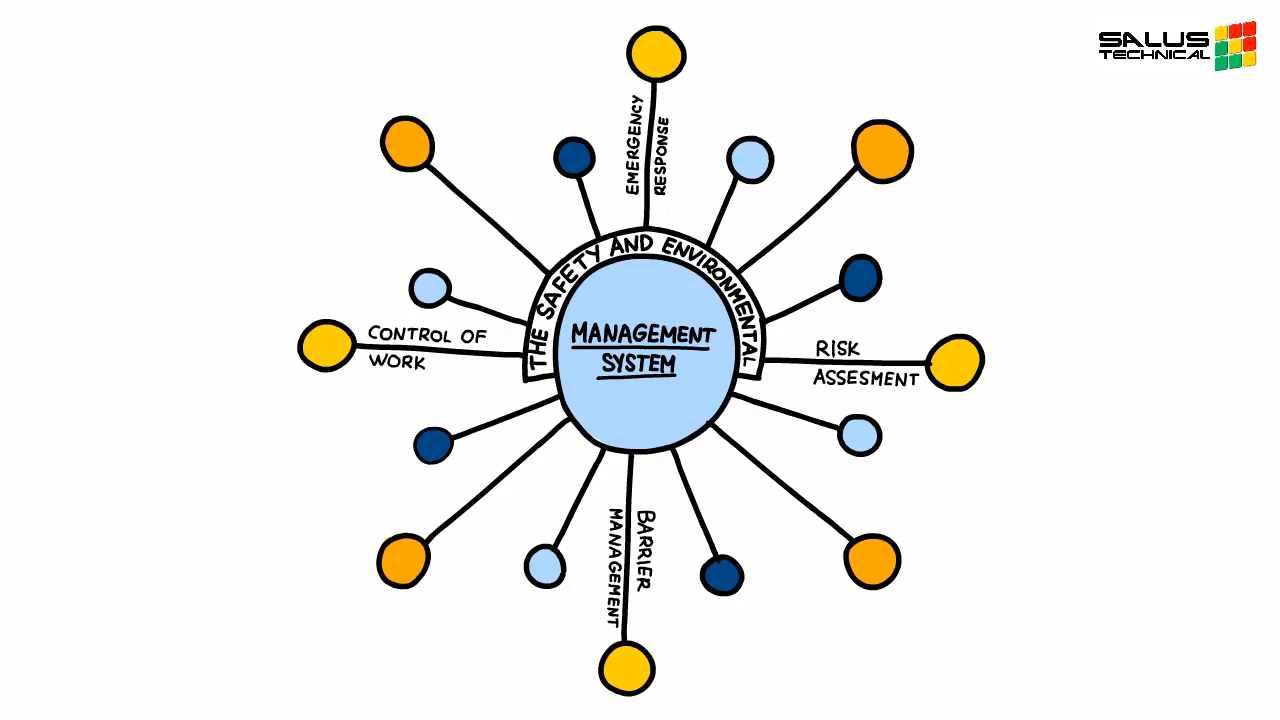 SALUS
TECHNICAL
EMERGENCY
RESPONSE
THE SAFETY AND ENVIRONMENTAL
MANAGEMENT
SYSTEM
CONTROL OF
WORK
RISK
ASSESMENT
BARRIER
MANAGEMENT